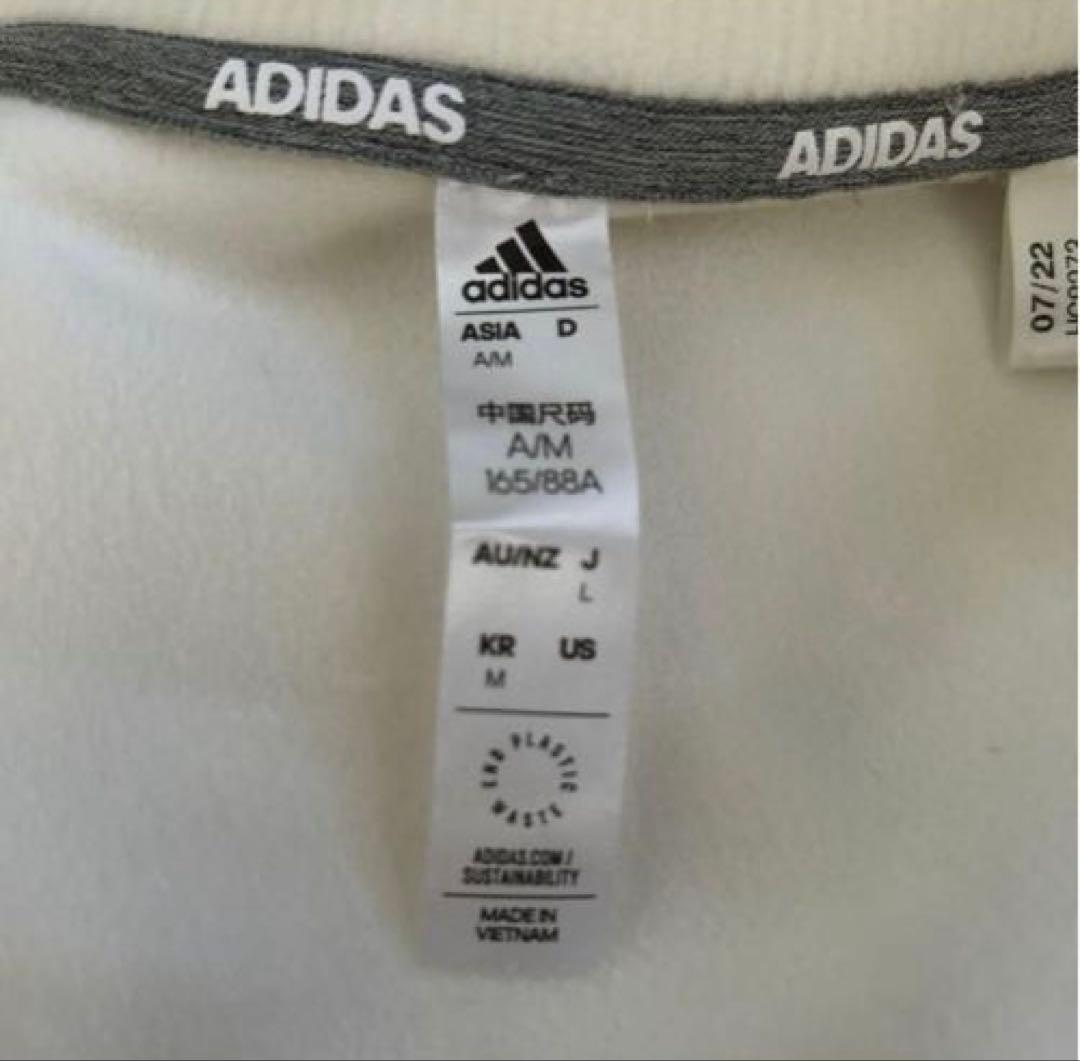 ADIDAS
ADIDAS
adidas
ASIA D
A/M
中国尺码
A/M
165/88A
AU/NZ J
L
KR US
M
END PLASTIC WASTE
ADIDAS.COM/
SUSTAINABILITY
MADE IN
VIETNAM
07/22